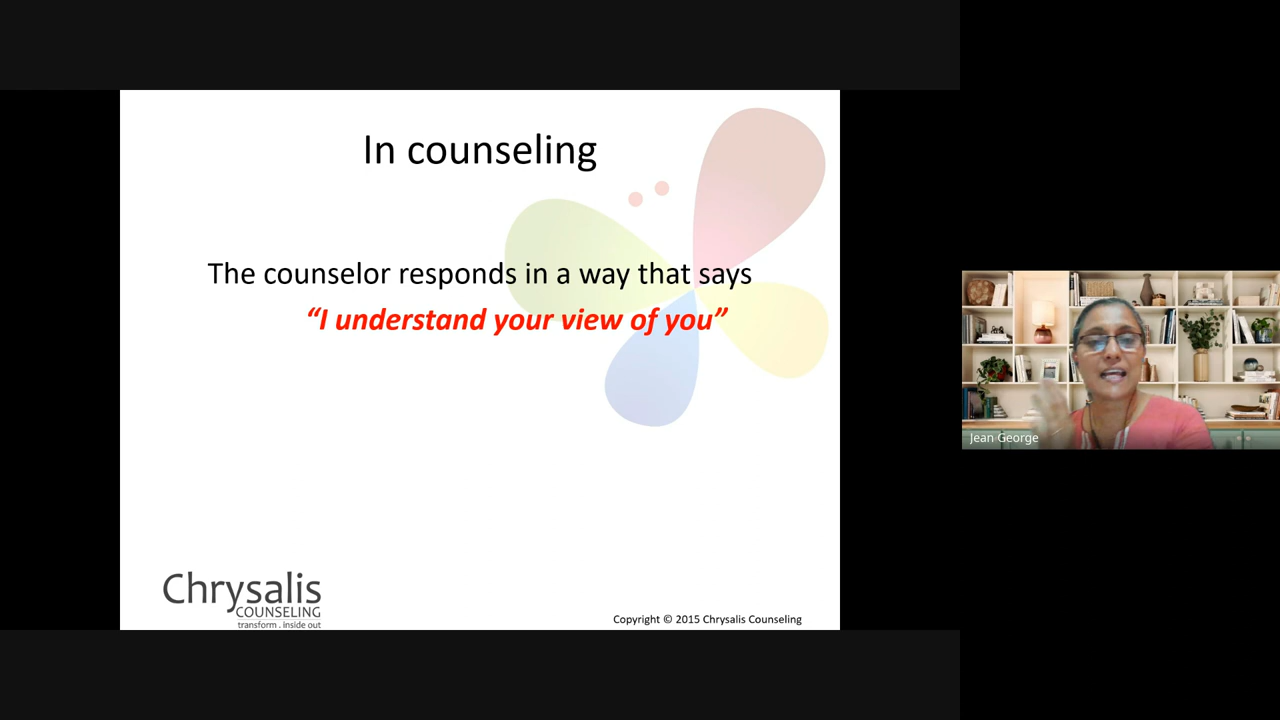 In counseling
The counselor responds in a way that says
“I understand your view of you”
Chrysalis
COUNSELING
transform . inside out
Copyright © 2015 Chrysalis Counseling
Jean George